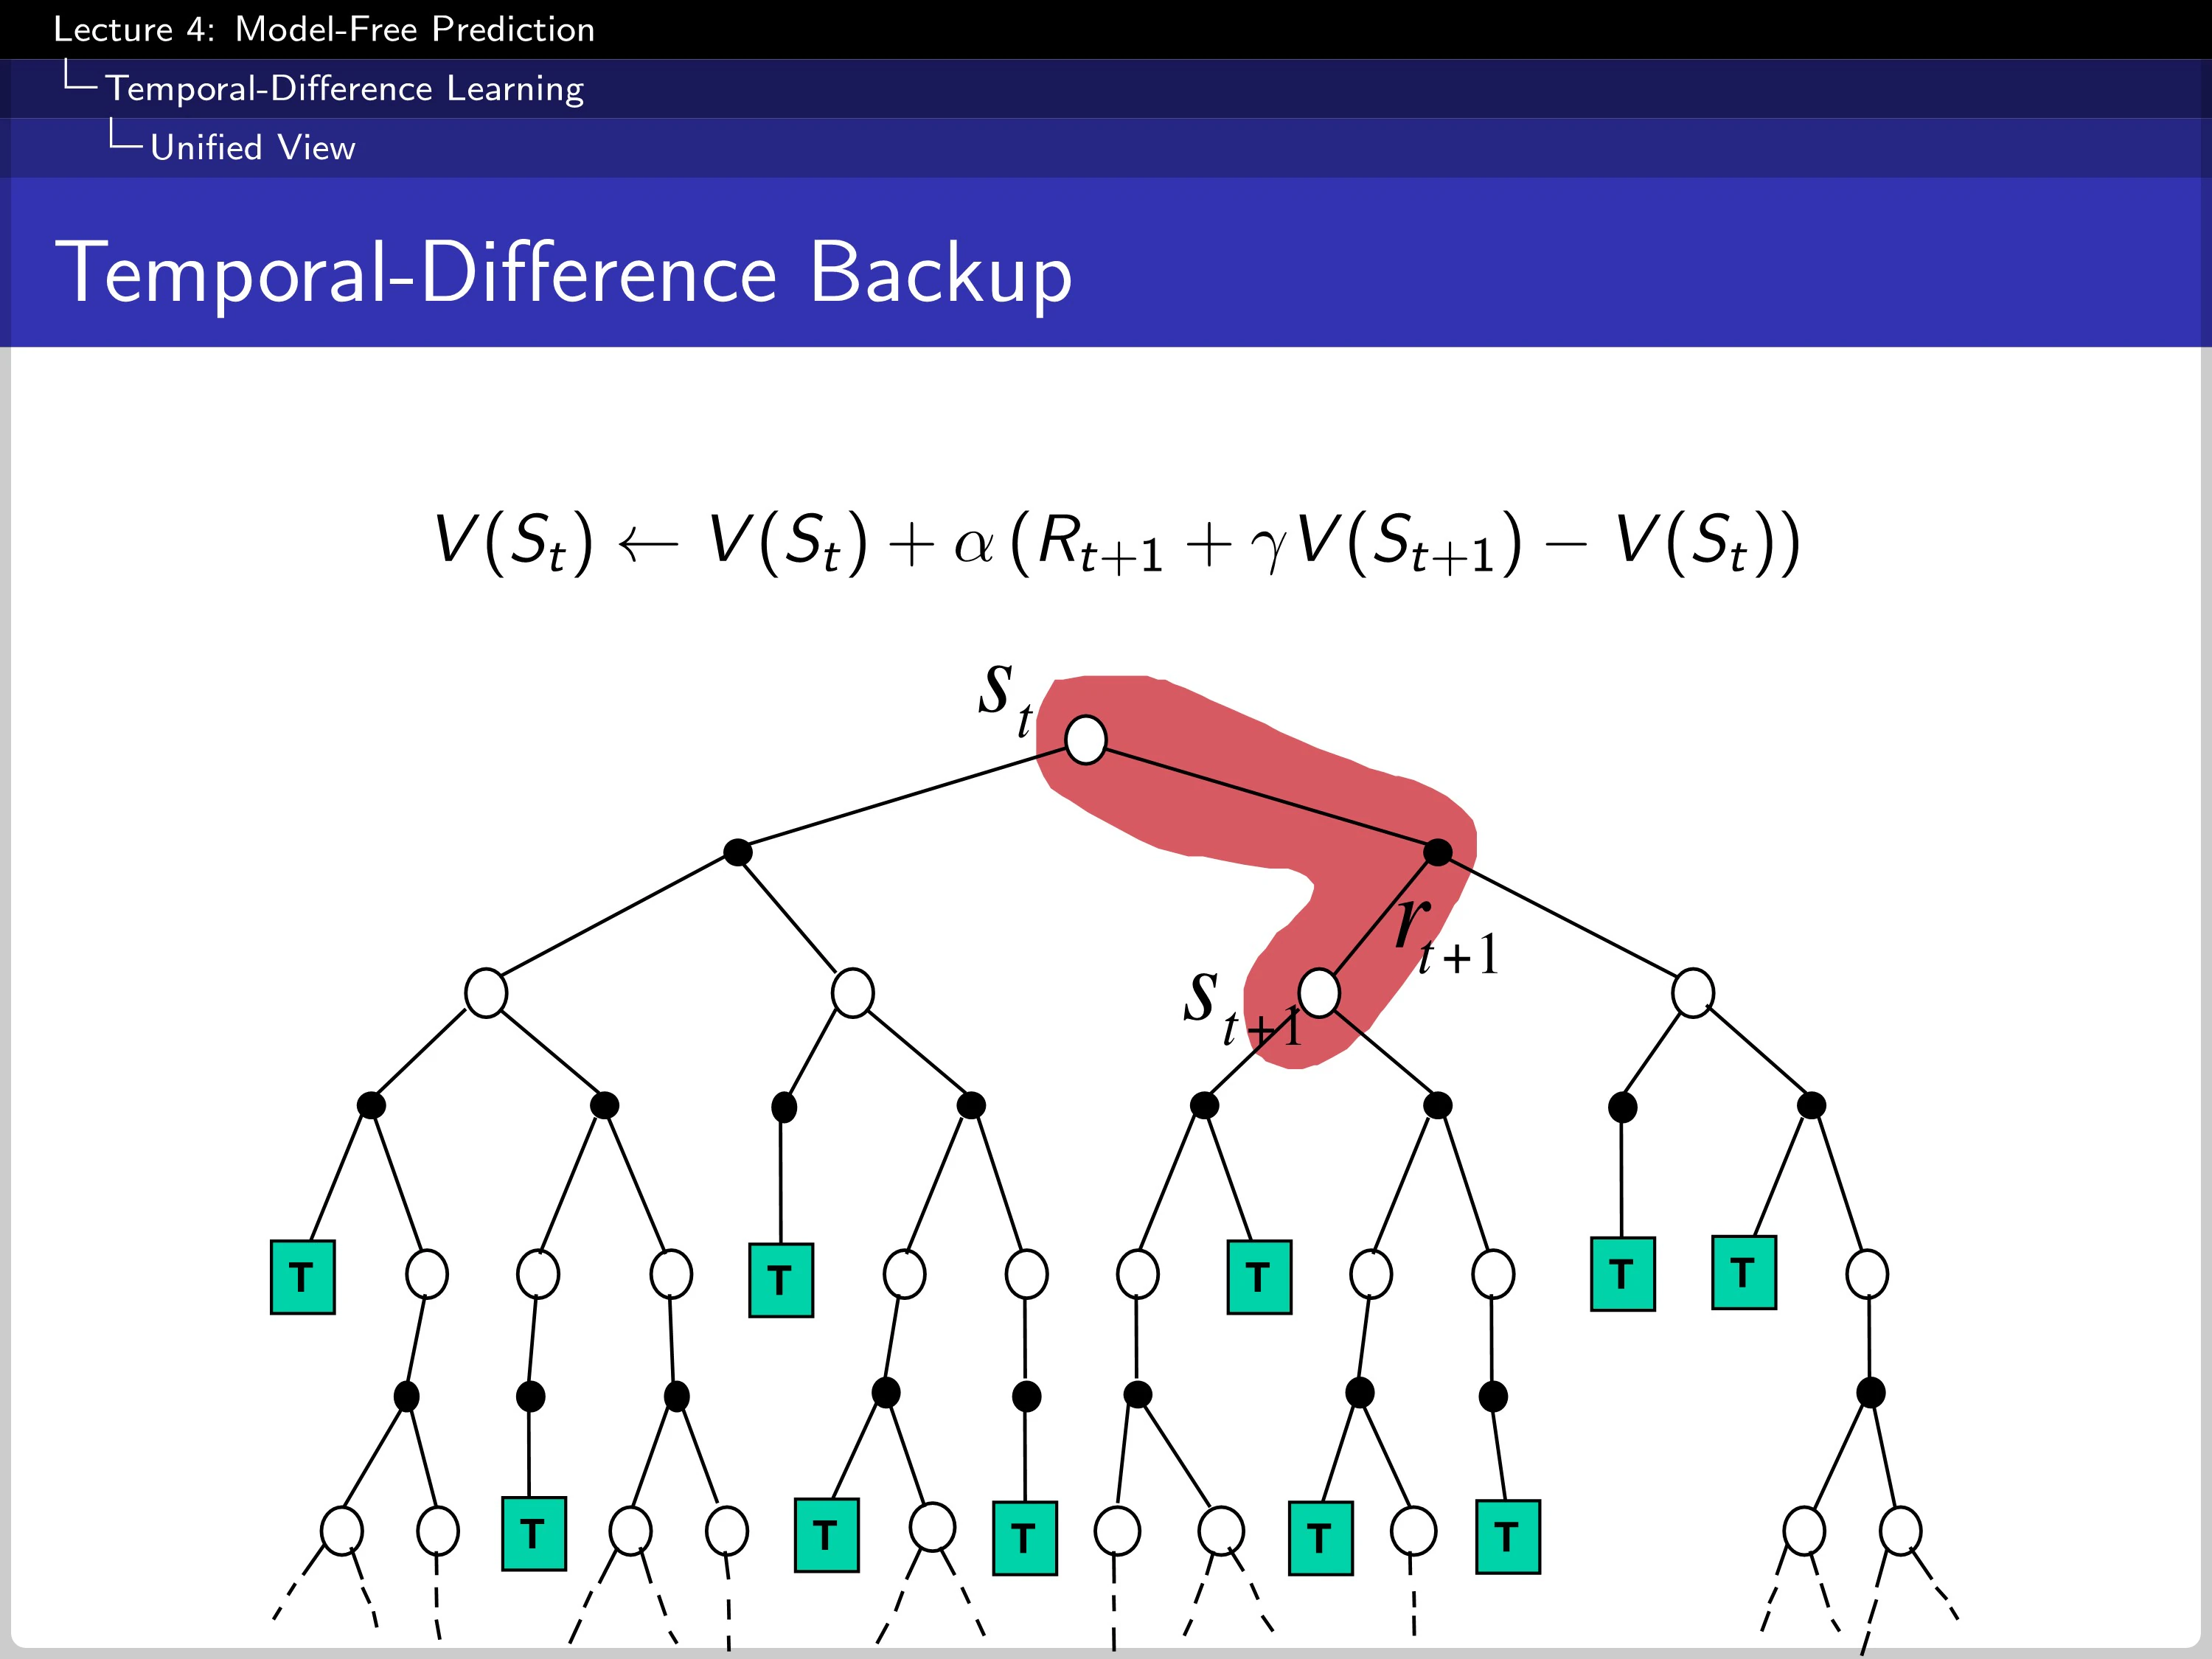 Lecture 4: Model-Free Prediction
Temporal-Difference Learning
Unified View
Temporal-Difference Backup
V(S_t) ← V(S_t) + α (R_{t+1} + γV(S_{t+1}) − V(S_t))
s_t
r_{t+1}
s_{t+1}
T T T T T
T T T T T